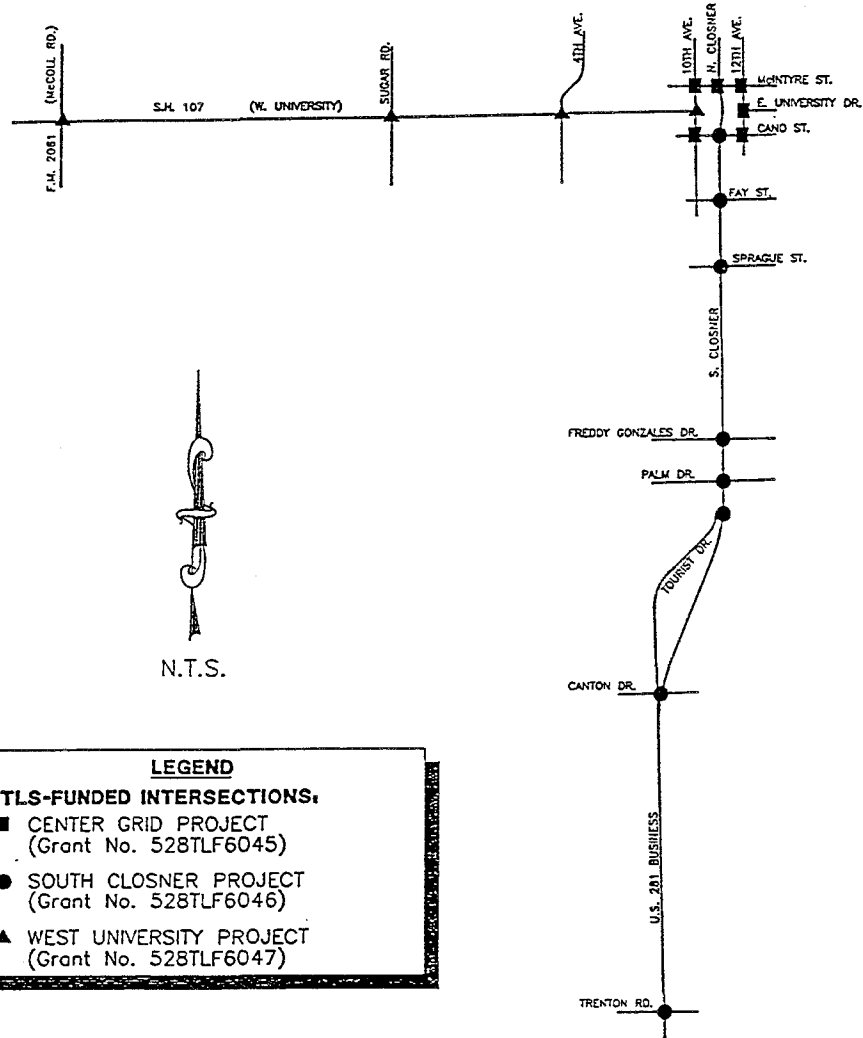 F.M. 2061 (McCOLL RD.)
S.H. 107 (W. UNIVERSITY)
SUGAR RD.
4TH AVE.
10TH AVE.
N. CLOSNER
12TH AVE.
McINTYRE ST.
E. UNIVERSITY DR.
CANO ST.
FAY ST.
SPRAGUE ST.
S. CLOSNER
FREDDY GONZALES DR.
PALM DR.
TOURIST DR.
N.T.S.
CANTON DR.
U.S. 281 BUSINESS
TRENTON RD.
LEGEND
TLS-FUNDED INTERSECTIONS:
CENTER GRID PROJECT
(Grant No. 528TLF6045)
SOUTH CLOSNER PROJECT
(Grant No. 528TLF6046)
WEST UNIVERSITY PROJECT
(Grant No. 528TLF6047)